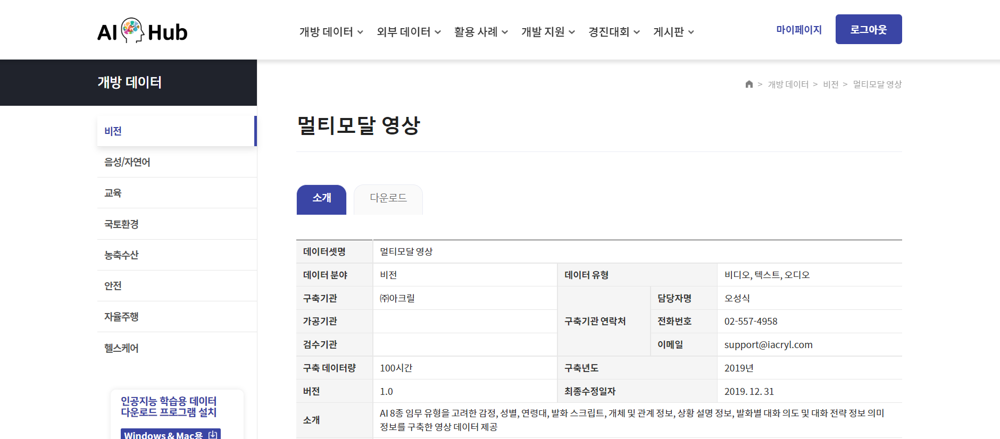 AI Hub
개방 데이터 외부 데이터 활용 사례 개발 지원 경진대회 게시판
마이페이지 로그아웃
개방 데이터
비전
음성/자연어
교육
국토환경
농축수산
안전
자율주행
헬스케어
인공지능 학습용 데이터
다운로드 프로그램 설치
Windows & Mac용
> 개방 데이터 > 비전 > 멀티모달 영상
멀티모달 영상
소개 다운로드
데이터셋명 멀티모달 영상
데이터 분야 비전 데이터 유형 비디오, 텍스트, 오디오
구축기관 ㈜아크릴 담당자명 오성식
가공기관 구축기관 연락처 전화번호 02-557-4958
검수기관 이메일 support@iacryl.com
구축 데이터량 100시간 구축년도 2019년
버전 1.0 최종수정일자 2019. 12. 31
소개 AI 8종 임무 유형을 고려한 감정, 성별, 연령대, 발화 스크립트, 개체 및 관계 정보, 상황 설명 정보, 발화별 대화 의도 및 대화 전략 정보 의미
정보를 구축한 영상 데이터 제공